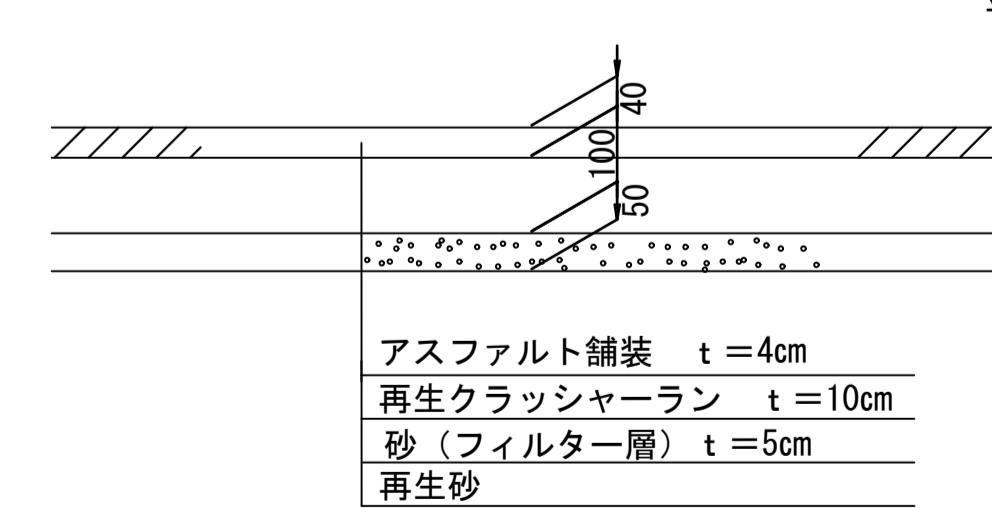 40
100
50
アスファルト舗装 t=4cm
再生クラッシャーラン t=10cm
砂（フィルター層） t=5cm
再生砂